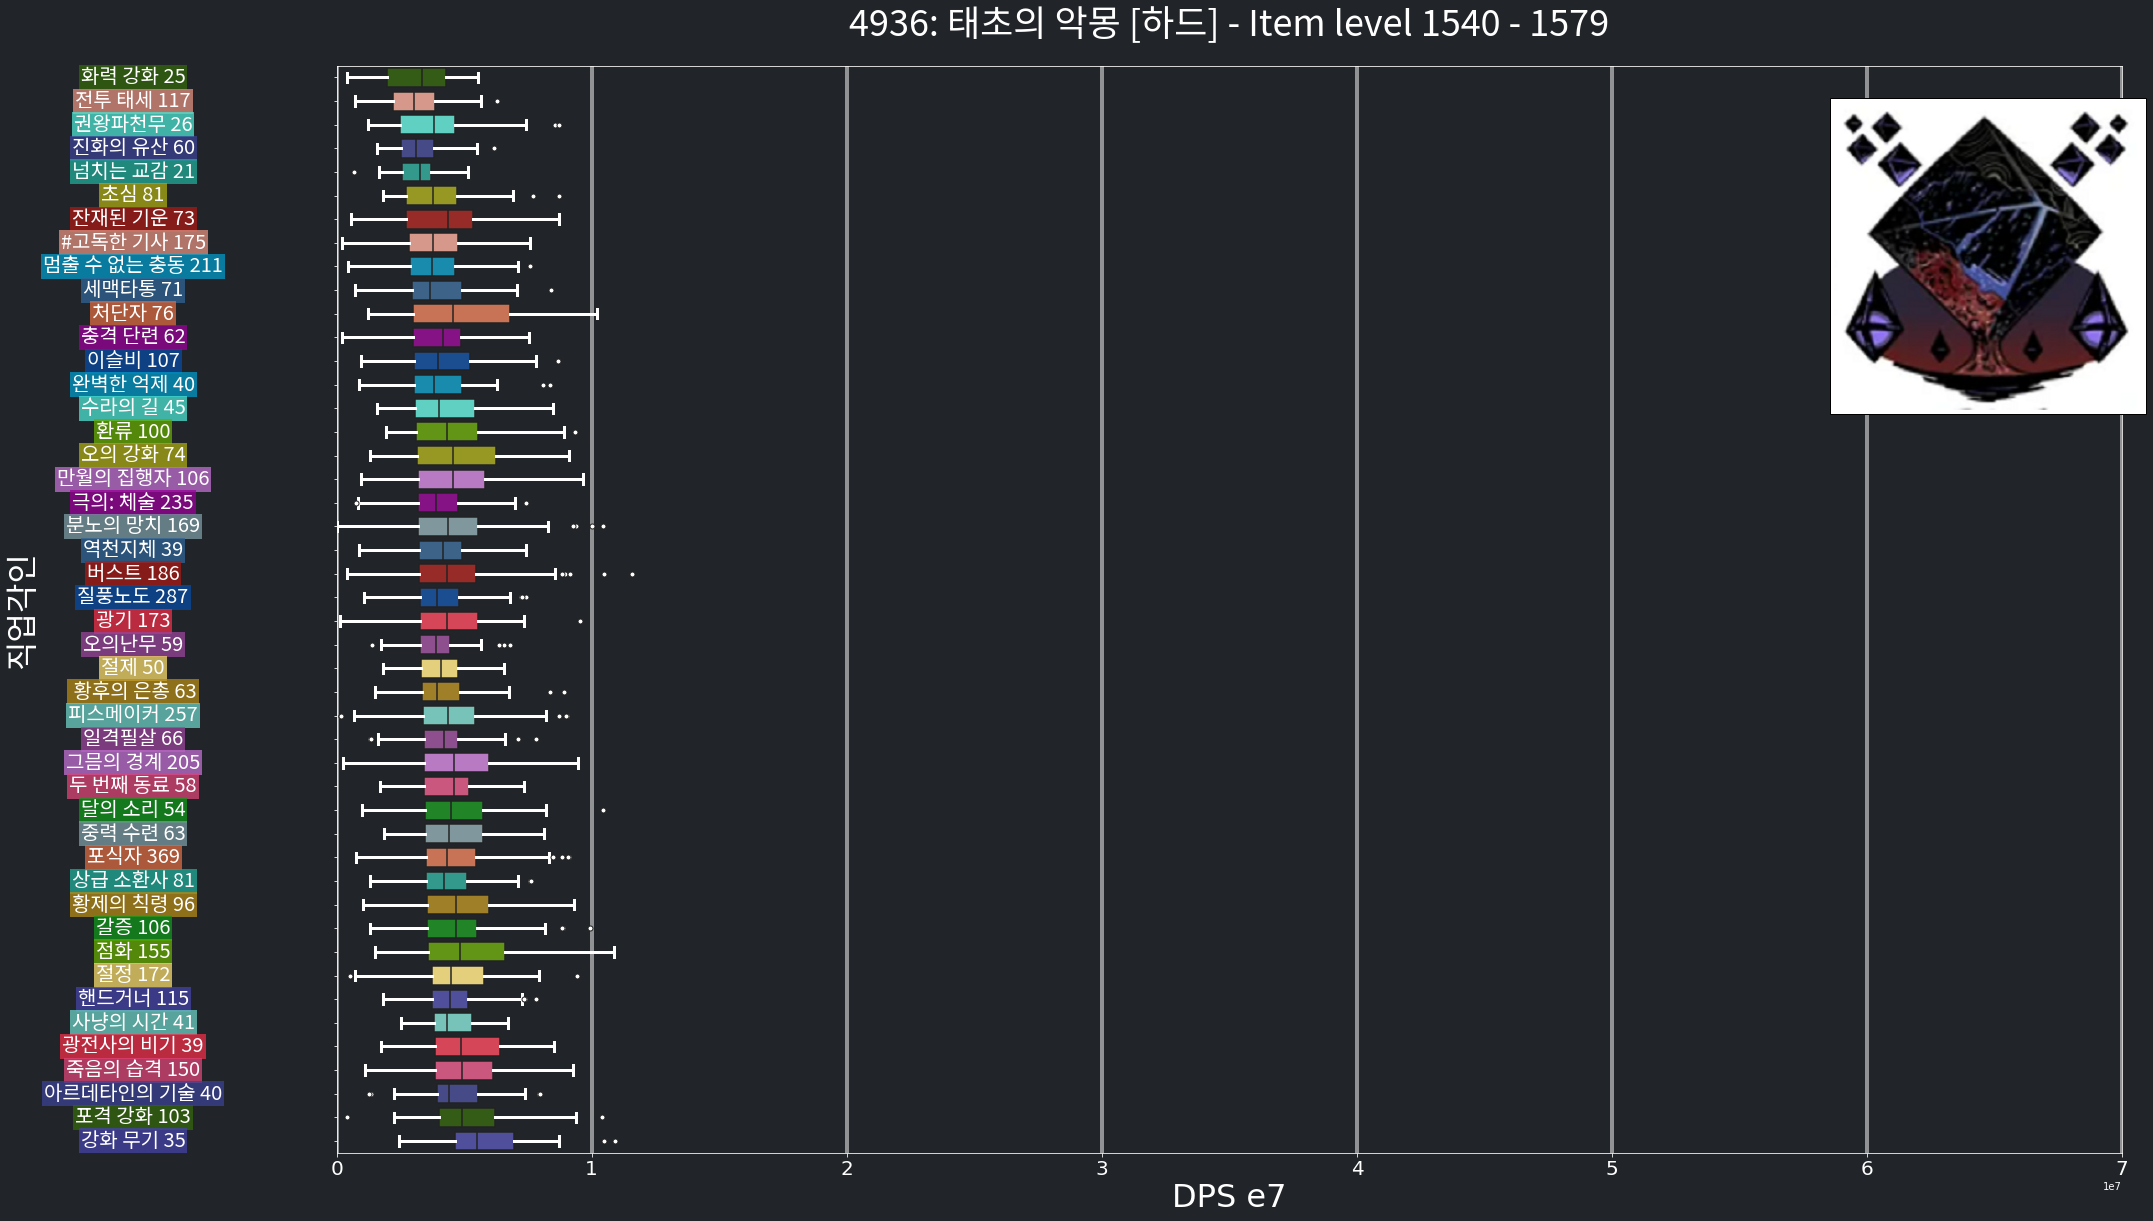 4936: 태초의 악몽 [하드] - Item level 1540 - 1579
화력 강화 25
전투 태세 117
권왕파천무 26
진화의 유산 60
넘치는 교감 21
초심 81
잔재된 기운 73
#고독한 기사 175
멈출 수 없는 충동 211
세맥타통 71
처단자 76
충격 단련 62
이슬비 107
완벽한 억제 40
수라의 길 45
환류 100
오의 강화 74
만월의 집행자 106
극의: 체술 235
분노의 망치 169
역천지체 39
버스트 186
질풍노도 287
광기 173
오의난무 59
절제 50
황후의 은총 63
피스메이커 257
일격필살 66
그믐의 경계 205
두 번째 동료 58
달의 소리 54
중력 수련 63
포식자 369
상급 소환사 81
황제의 칙령 96
갈증 106
점화 155
절정 172
핸드거너 115
사냥의 시간 41
광전사의 비기 39
죽음의 습격 150
아르데타인의 기술 40
포격 강화 103
강화 무기 35
직업각인
0 1 2 3 4 5 6 7
1e7
DPS e7